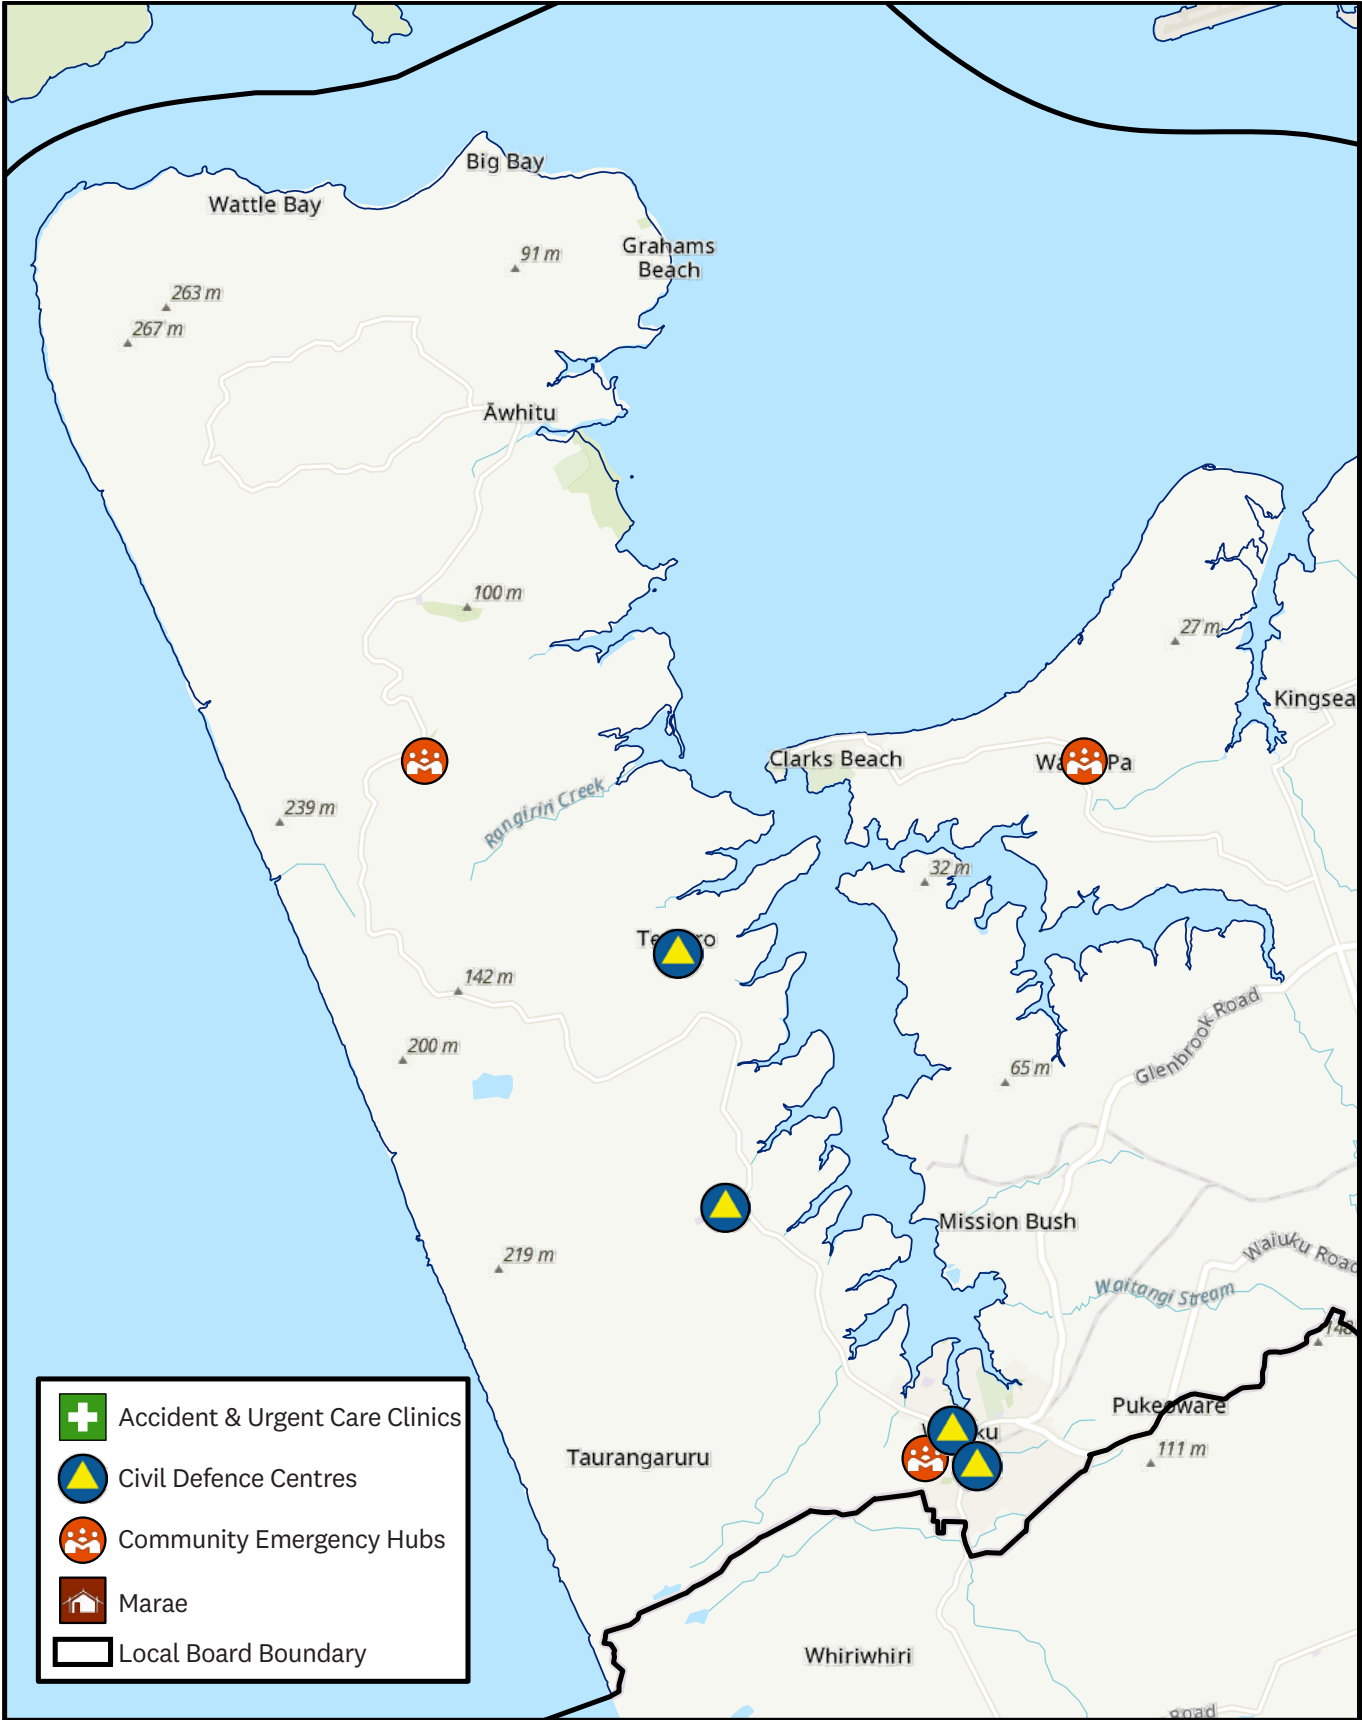 Big Bay
Wattle Bay
Grahams
Beach
91 m
263 m
267 m
Āwhitu
100 m
27 m
Kingsea
Clarks Beach
Pa
239 m
Rangiriri Creek
32 m
142 m
Glenbrook Road
200 m
65 m
Mission Bush
Waiuku Road
219 m
Waitangi Stream
148
Pukeoware
111 m
Taurangaruru
Whiriwhiri
Road
Accident & Urgent Care Clinics
Civil Defence Centres
Community Emergency Hubs
Marae
Local Board Boundary